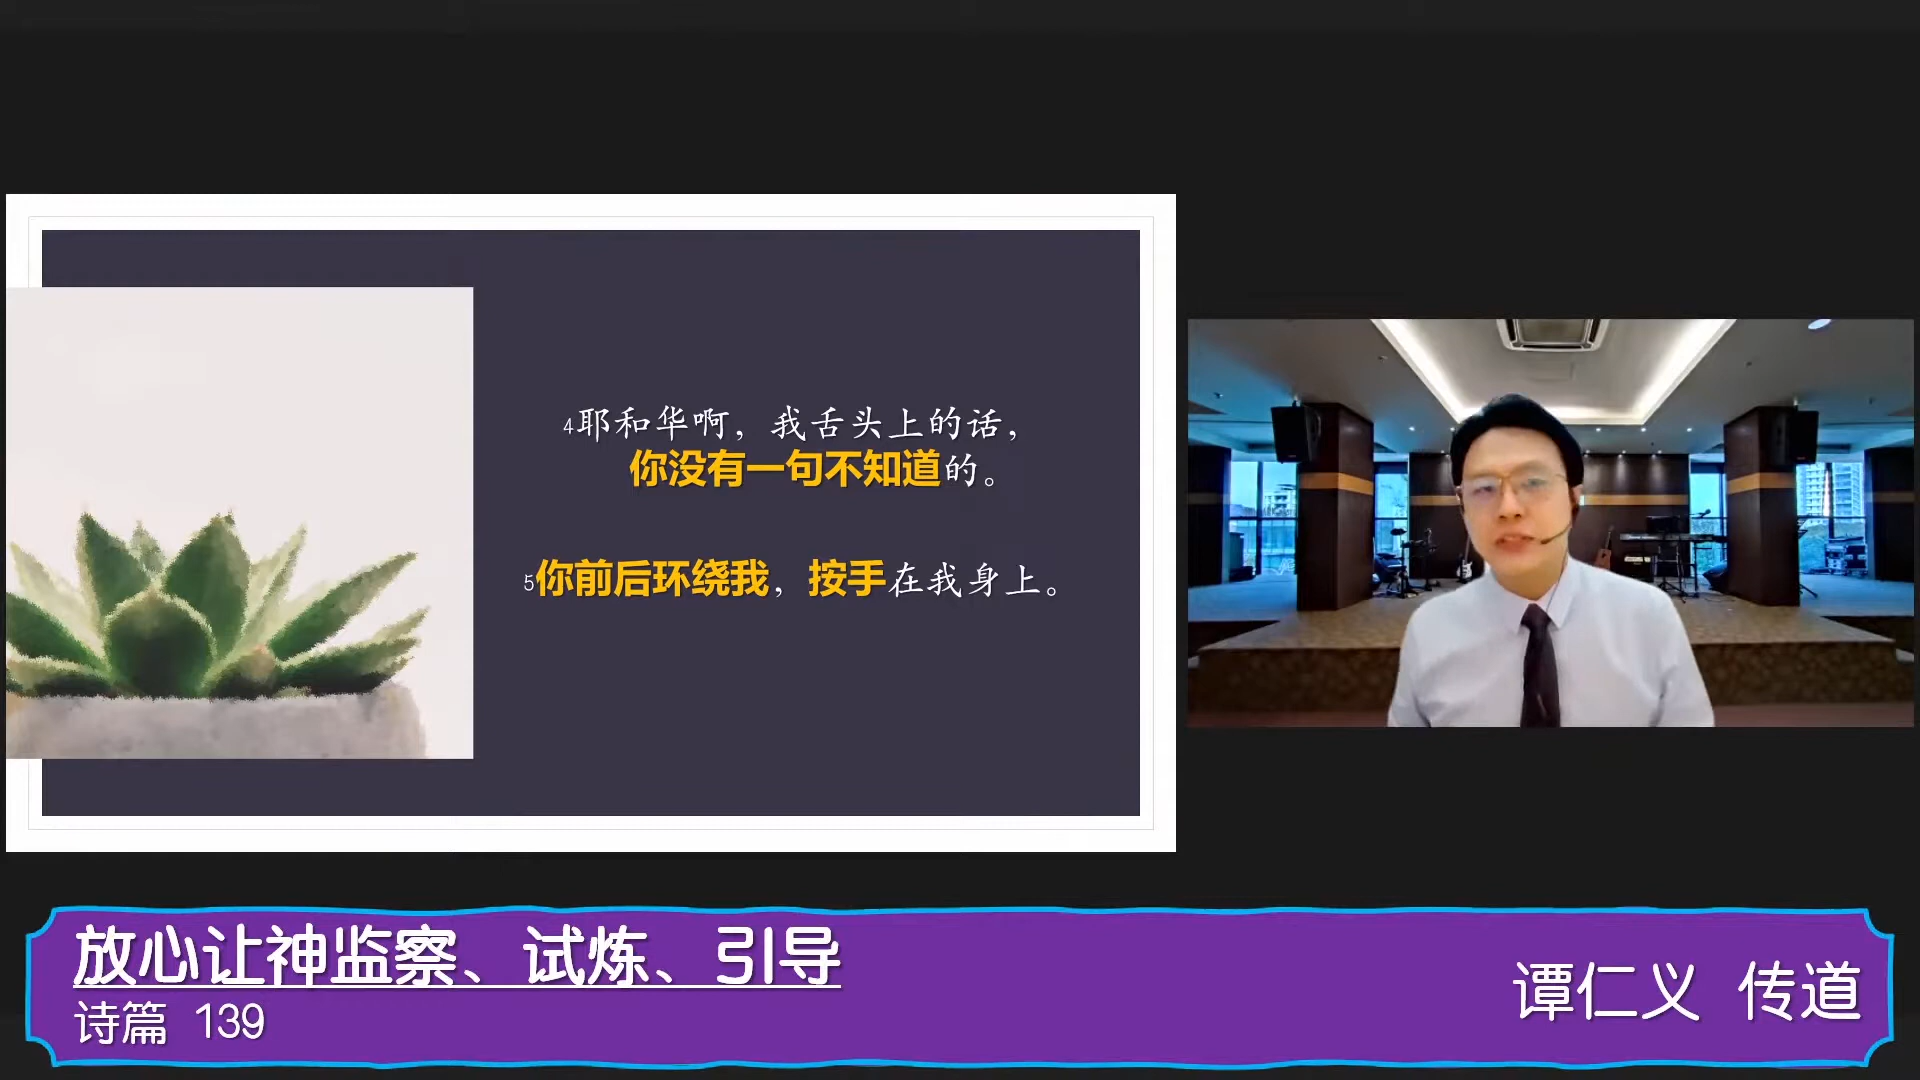 4耶和华啊，我舌头上的话，
你没有一句不知道的。
5你前后环绕我，按手在我身上。
放心让神监察、试炼、引导
诗篇 139
谭仁义 传道